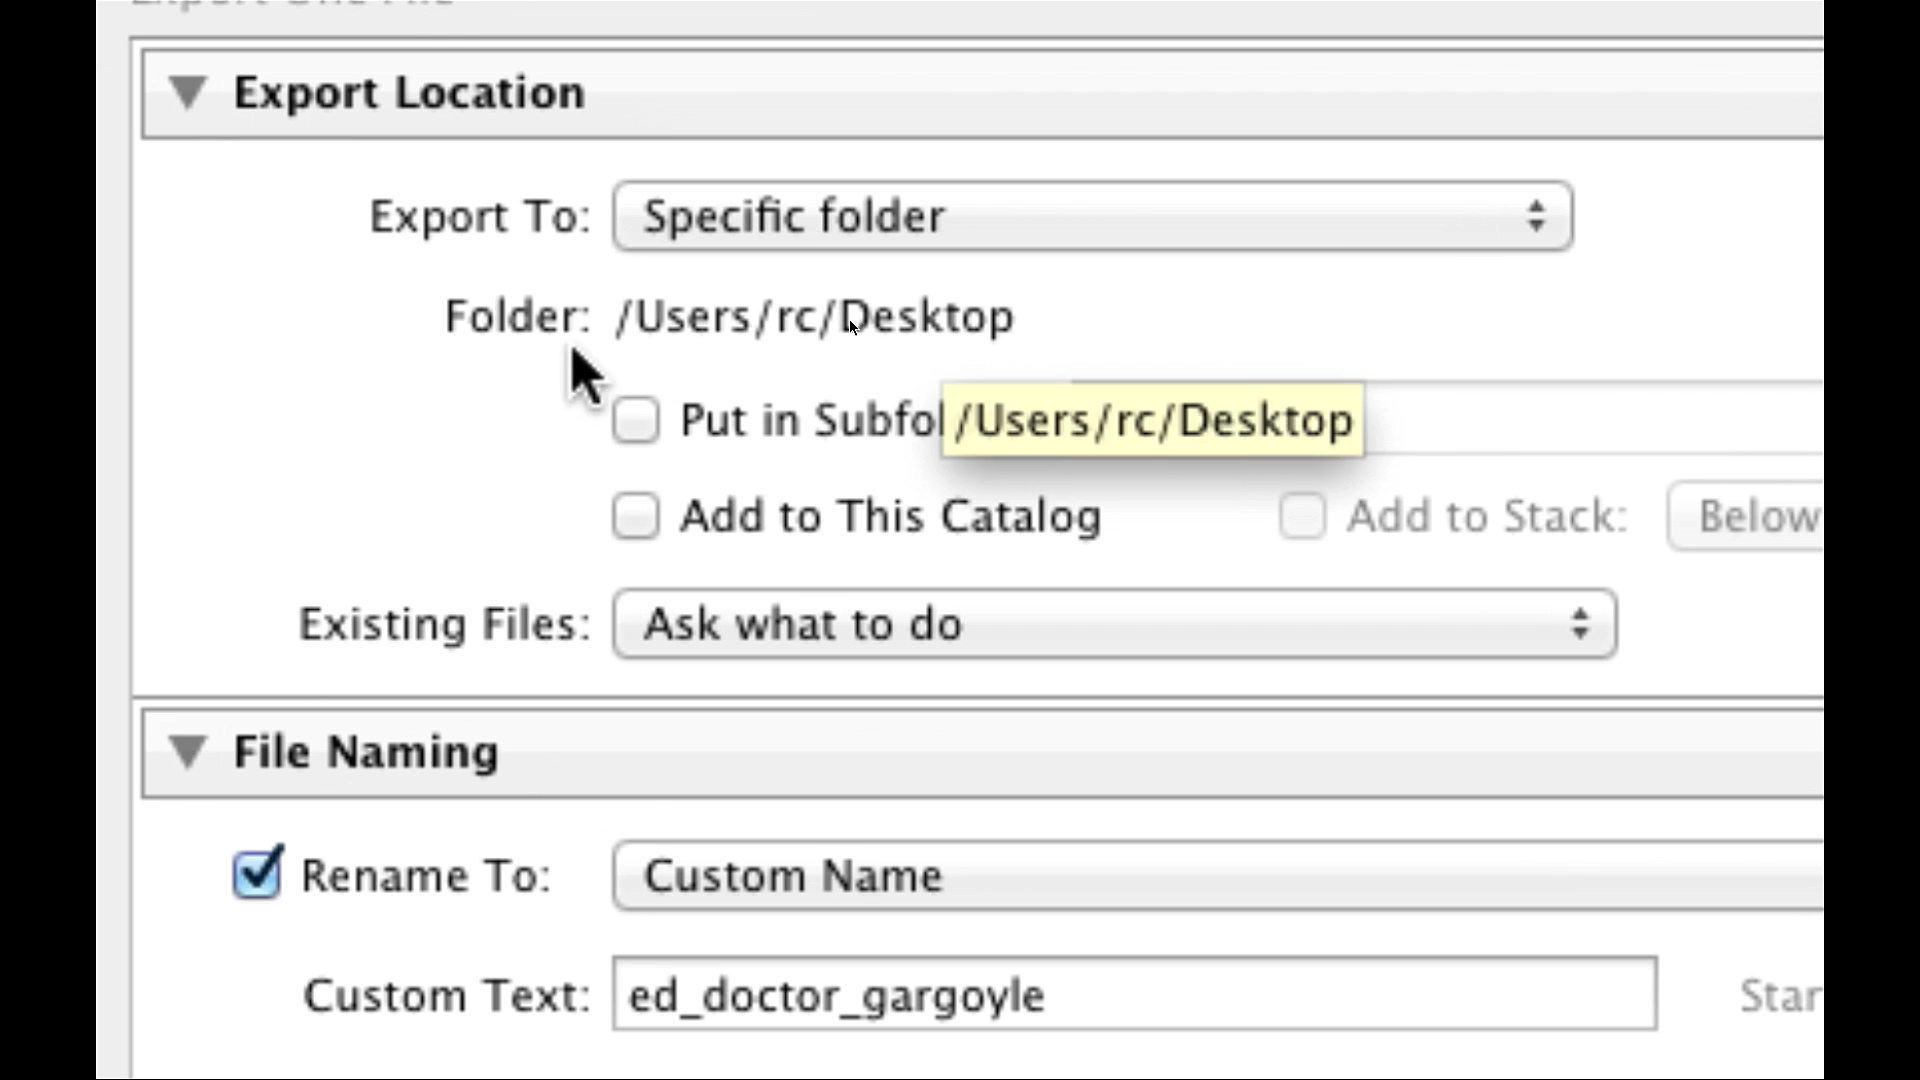 Export Location
Export To: Specific folder
Folder: /Users/rc/Desktop
Put in Subfol /Users/rc/Desktop
Add to This Catalog Add to Stack: Below
Existing Files: Ask what to do
File Naming
Rename To: Custom Name
Custom Text: ed_doctor_gargoyle Star